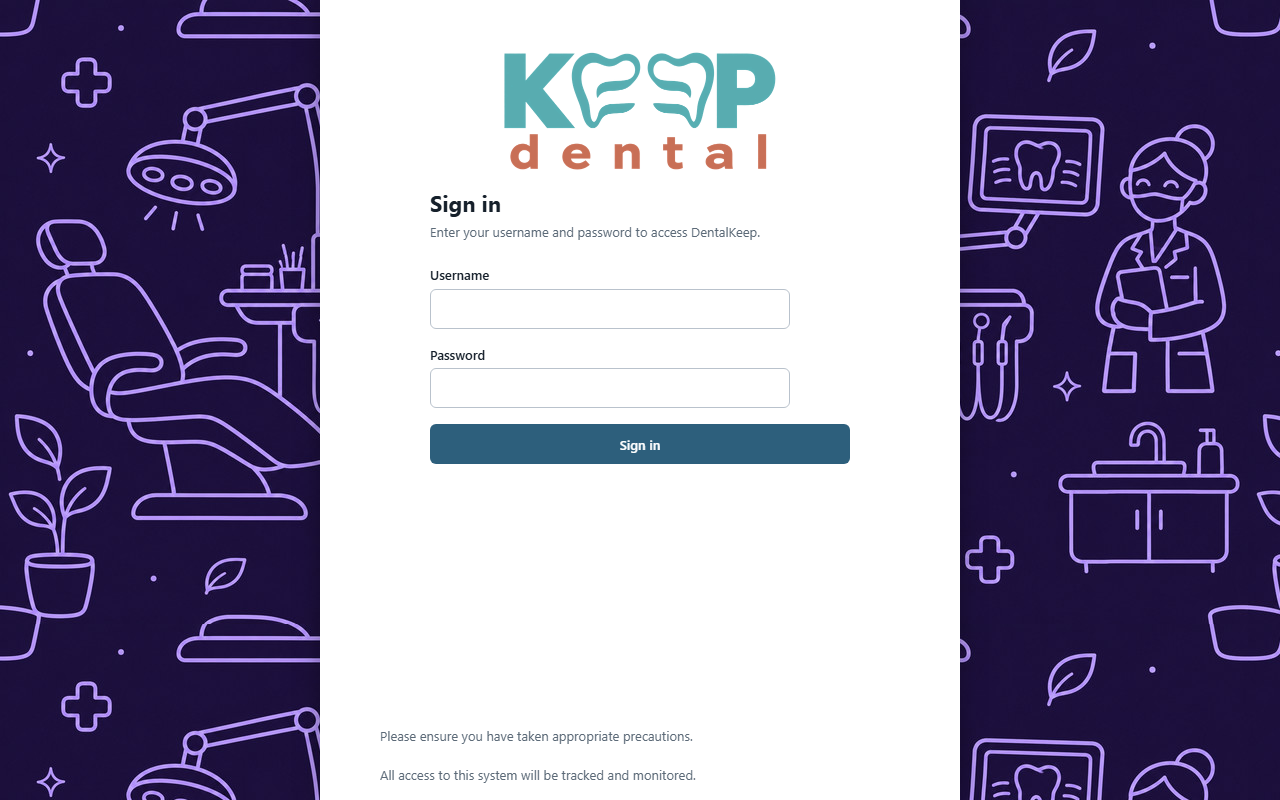 KEEP
dental
Sign in
Enter your username and password to access DentalKeep.
Username
Password
Sign in
Please ensure you have taken appropriate precautions.
All access to this system will be tracked and monitored.